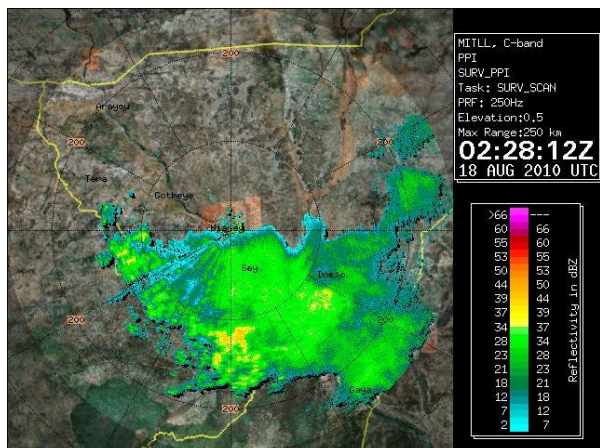 MITLL, C-band
PPI
SURV_PPI
Task: SURV_SCAN
PRF: 250Hz
Elevation:0.5
Max Range:250 km
02:28:12Z
18 AUG 2010 UTC
200
Arayou
200
200
Tera
Gotheye
Niamey
Say
Dosso
200
200
Gaya
200
>66 ---
60 66
55 60
53 55
50 53
44 50
39 44
37 39
34 37
28 34
23 28
21 23
18 21
12 18
7 12
2 7
Reflectivity in dBZ